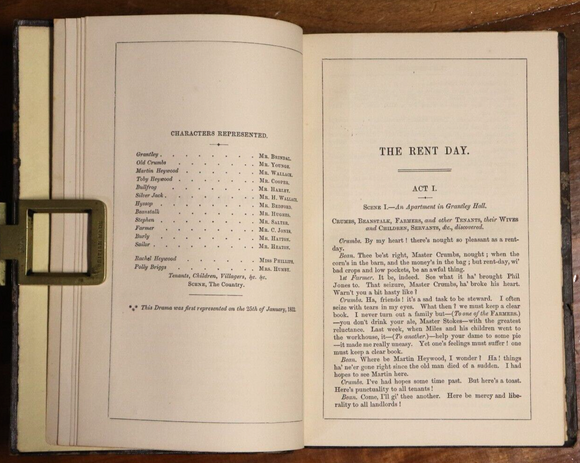 CHARACTERS REPRESENTED.
Grantley . . . . . . . . . MR. BRINDAL.
Old Crumbs . . . . . . . . MR. YOUNGE.
Martin Heywood . . . . . . MR. WALLACK.
Toby Heywood . . . . . . . MR. COOPER.
Bullfrog . . . . . . . . . MR. HARLEY.
Silver Jack . . . . . . . . MR. H. WALLACK.
Hyssop . . . . . . . . . . MR. BEDFORD.
Beanstalk . . . . . . . . . MR. HUGHES.
Stephen . . . . . . . . . MR. SALTER.
Farmer . . . . . . . . . . MR. C. JONES.
Burly . . . . . . . . . . MR. HATTON.
Sailor . . . . . . . . . . MR. HEATON.
Rachel Heywood . . . . . . MISS PHILLIPS.
Polly Briggs . . . . . . . MRS. HUMBY.
Tenants, Children, Villagers, &c. &c.
SCENE, The Country.
*** This Drama was first represented on the 25th of January, 1832.
THE RENT DAY.
ACT I.
SCENE I.—An Apartment in Grantley Hall.
CRUMBS, BEANSTALK, FARMERS, and other TENANTS, their WIVES
and CHILDREN, SERVANTS, &c., discovered.
Crumbs. By my heart! there's nought so pleasant as a rent-
day.
Bean. Thee be'st right, Master Crumbs, nought; when the
corn's in the barn, and the money's in the bag; but rent-day, wi'
bad crops and low pockets, be an awful thing.
1st Farmer. It be, indeed. See what it ha' brought Phil
Jones to. That seizure, Master Crumbs, ha' broke his heart.
Warn't you a bit hasty like?
Crumbs. Ha, friends! it's a sad task to be steward. I often
seize with tears in my eyes. What then? we must keep a clear
book. I never turn out a family but—(To one of the FARMERS.)
—you don't drink your ale, Master Stokes—with the greatest
reluctance. Last week, when Miles and his children went to
the workhouse, it—(To another.)—help your dame to some pie
—it made me really uneasy. Yet one's feelings must suffer! one
must keep a clear book.
Bean. Where be Martin Heywood, I wonder? Ha! things
ha' ne'er gone right since the old man died of a sudden. I had
hopes to see Martin here.
Crumbs. I've had hopes some time past. But here's a toast.
Here's punctuality to all tenants!
Bean. Come, I'll gi' thee another. Here be mercy and libe-
rality to all landlords!